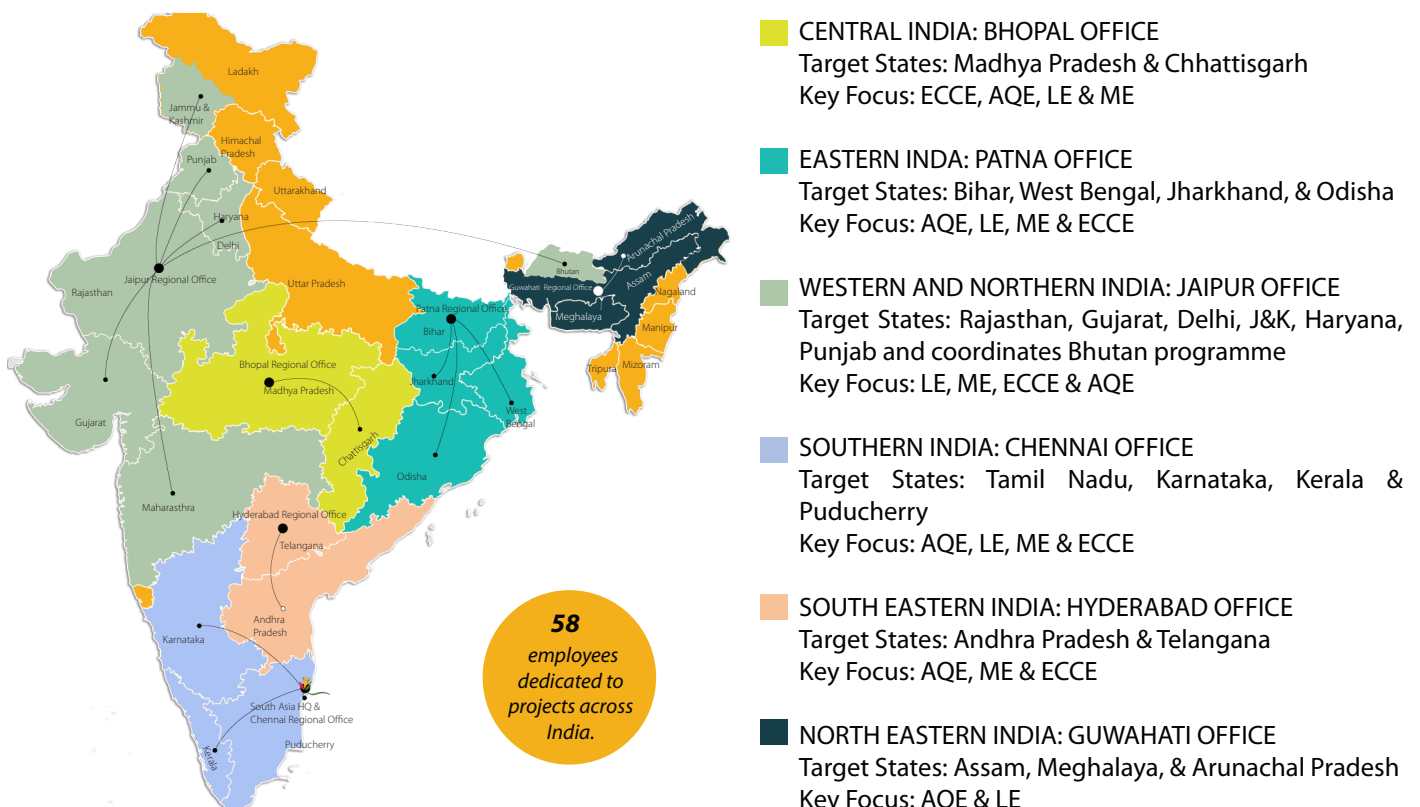 Ladakh
Jammu &
Kashmir
Himachal
Pradesh
Punjab
Uttarakhand
Haryana
Delhi
Jaipur Regional Office
Rajasthan
Uttar Pradesh
Bhutan
Arunachal Pradesh
Guwahati Regional Office
Assam
Nagaland
Meghalaya
Manipur
Tripura
Mizoram
Patna Regional Office
Bihar
Bhopal Regional Office
Madhya Pradesh
Jharkhand
West
Bengal
Gujarat
Chattisgarh
Odisha
Maharasthra
Hyderabad Regional Office
Telangana
Andhra
Pradesh
Karnataka
South Asia HQ &
Chennai Regional Office
Puducherry
Kerala
58
employees
dedicated to
projects across
India.
CENTRAL INDIA: BHOPAL OFFICE
Target States: Madhya Pradesh & Chhattisgarh
Key Focus: ECCE, AQE, LE & ME
EASTERN INDA: PATNA OFFICE
Target States: Bihar, West Bengal, Jharkhand, & Odisha
Key Focus: AQE, LE, ME & ECCE
WESTERN AND NORTHERN INDIA: JAIPUR OFFICE
Target States: Rajasthan, Gujarat, Delhi, J&K, Haryana,
Punjab and coordinates Bhutan programme
Key Focus: LE, ME, ECCE & AQE
SOUTHERN INDIA: CHENNAI OFFICE
Target States: Tamil Nadu, Karnataka, Kerala &
Puducherry
Key Focus: AQE, LE, ME & ECCE
SOUTH EASTERN INDIA: HYDERABAD OFFICE
Target States: Andhra Pradesh & Telangana
Key Focus: AQE, ME & ECCE
NORTH EASTERN INDIA: GUWAHATI OFFICE
Target States: Assam, Meghalaya, & Arunachal Pradesh
Key Focus: AQE & LE